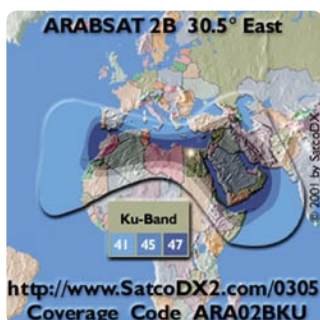 ARABSAT 2B 30.5° East
© 2001 by SatcoDX
Ku-Band
41 45 47
http://www.SatcoDX2.com/0305
Coverage Code ARA02BKU